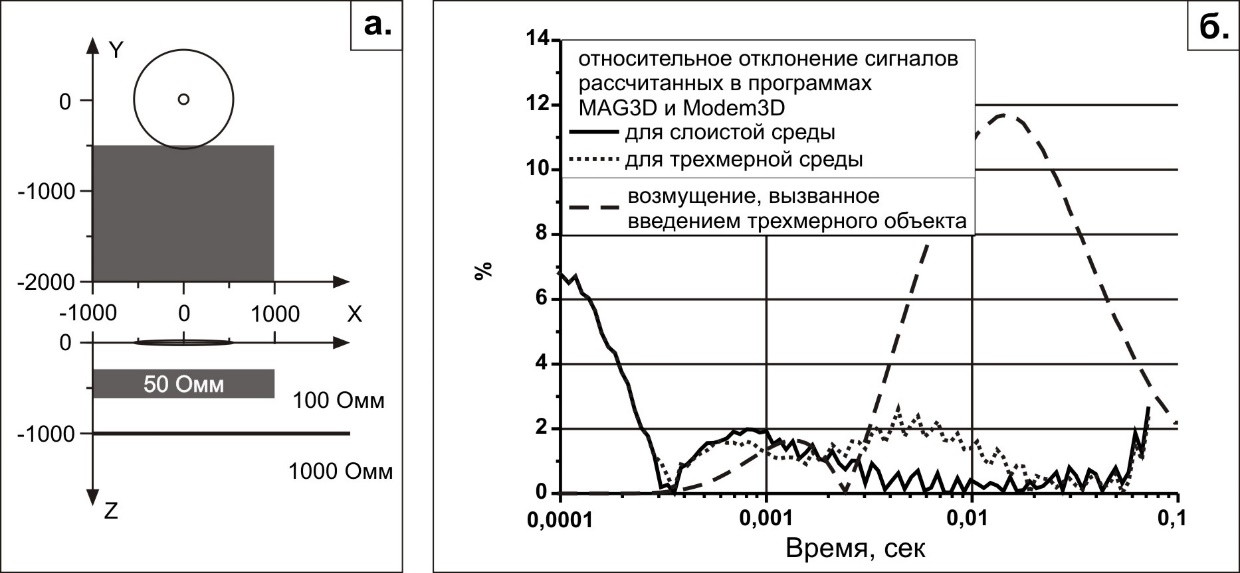 а.
Y
0
-1000
-2000
-1000 0 1000 X
0
50 Омм
100 Омм
-1000
1000 Омм
Z
б.
14
12
10
8
6
4
2
0
%
относительное отклонение сигналов
рассчитанных в программах
MAG3D и Modem3D
для слоистой среды
для трехмерной среды
возмущение, вызванное
введением трехмерного объекта
0,0001 0,001 0,01 0,1
Время, сек